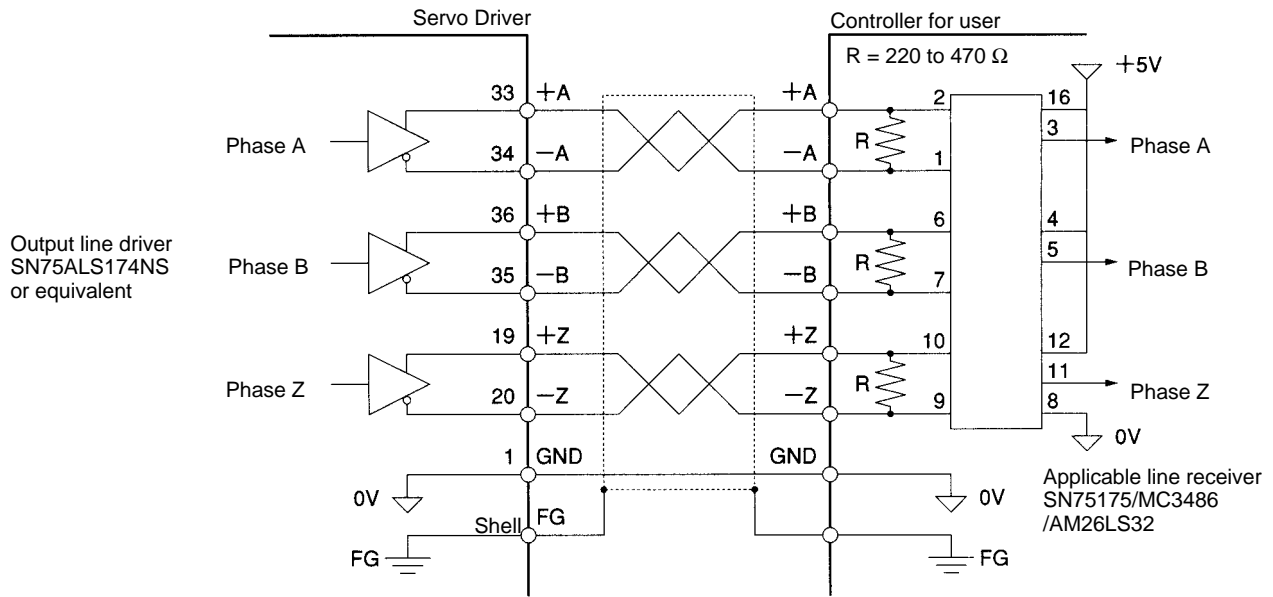 Servo Driver
Controller for user
R = 220 to 470 Ω
+5V
33 +A
+A
2
16
Phase A
3
Phase A
34 −A
−A
R
1
36 +B
+B
6
4
Output line driver
SN75ALS174NS
or equivalent
Phase B
5
Phase B
35 −B
−B
R
7
19 +Z
+Z
10
12
Phase Z
11
Phase Z
20 −Z
−Z
R
9
8
0V
1 GND
GND
0V
0V
Applicable line receiver
SN75175/MC3486
/AM26LS32
Shell FG
FG
FG